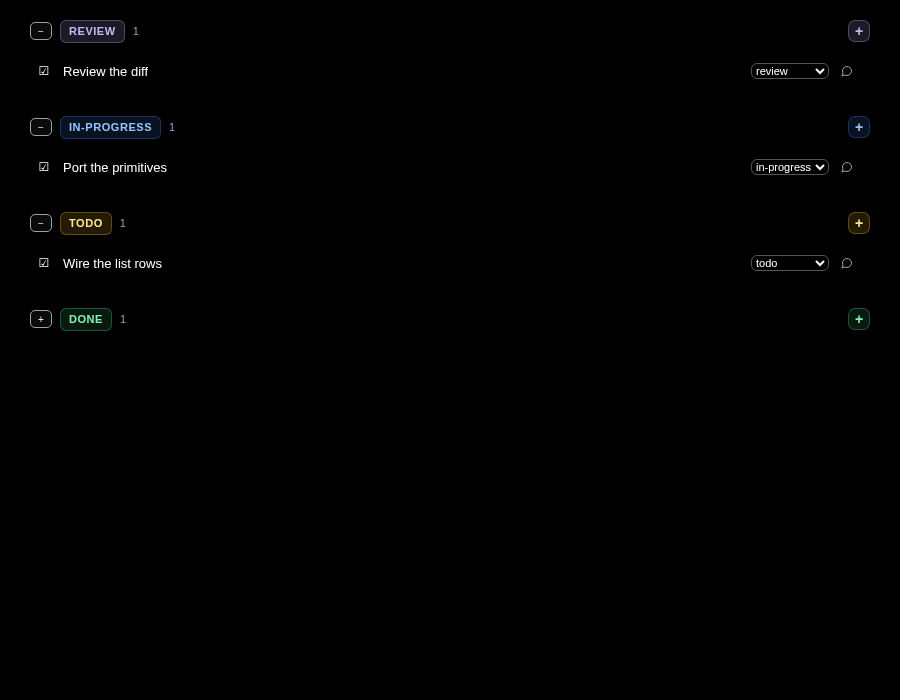 − REVIEW 1 +
☑ Review the diff review
− IN-PROGRESS 1 +
☑ Port the primitives in-progress
− TODO 1 +
☑ Wire the list rows todo
+ DONE 1 +